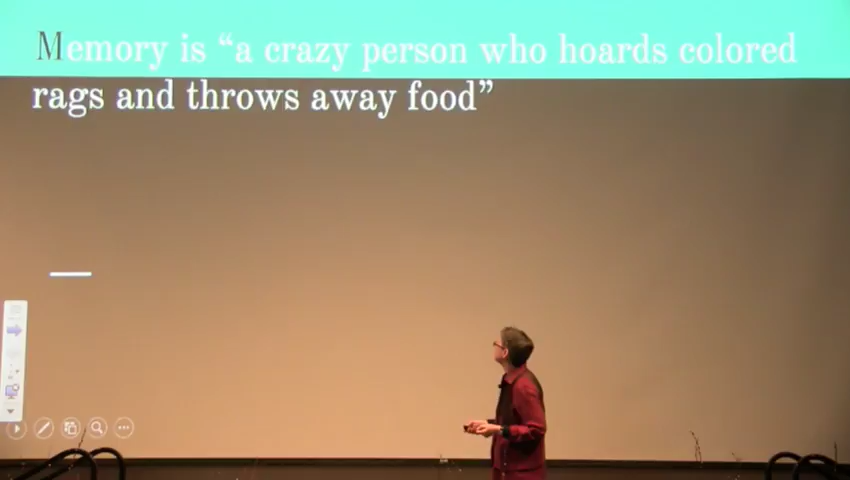 Memory is “a crazy person who hoards colored
rags and throws away food”